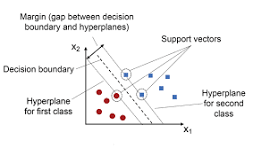 Margin (gap between decision
boundary and hyperplanes)
Support vectors
x₂
Decision boundary
Hyperplane
for first class
Hyperplane
for second
class
x₁